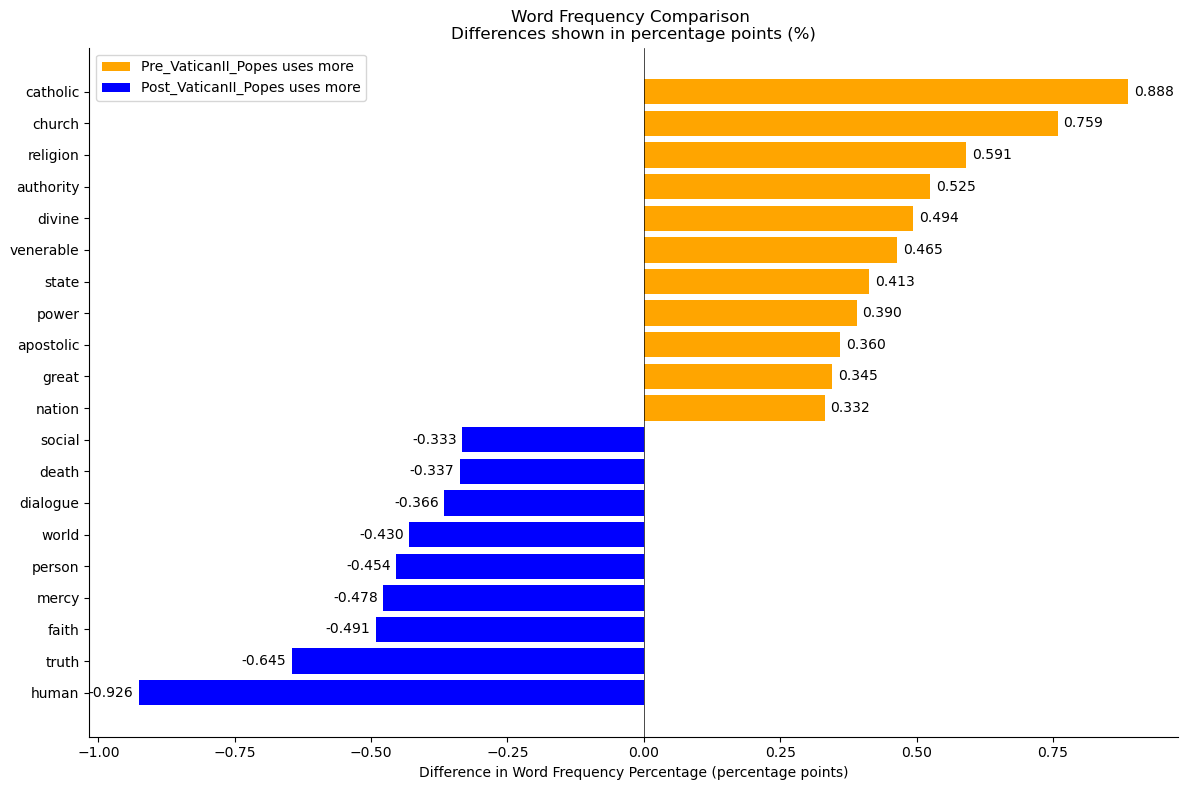 Word Frequency Comparison
Differences shown in percentage points (%)
Pre_VaticanII_Popes uses more
Post_VaticanII_Popes uses more
catholic 0.888
church 0.759
religion 0.591
authority 0.525
divine 0.494
venerable 0.465
state 0.413
power 0.390
apostolic 0.360
great 0.345
nation 0.332
social -0.333
death -0.337
dialogue -0.366
world -0.430
person -0.454
mercy -0.478
faith -0.491
truth -0.645
human -0.926
−1.00 −0.75 −0.50 −0.25 0.00 0.25 0.50 0.75
Difference in Word Frequency Percentage (percentage points)